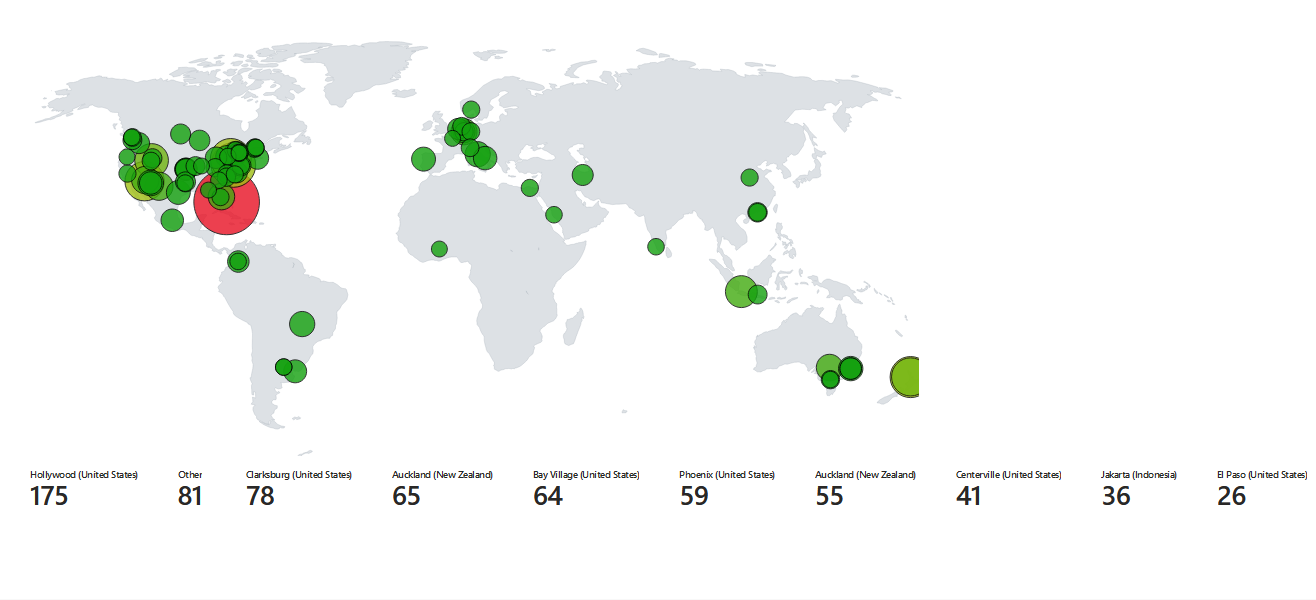 Hollywood (United States) Other Clarksburg (United States) Auckland (New Zealand) Bay Village (United States) Phoenix (United States) Auckland (New Zealand) Centerville (United States) Jakarta (Indonesia) El Paso (United States)
175 81 78 65 64 59 55 41 36 26